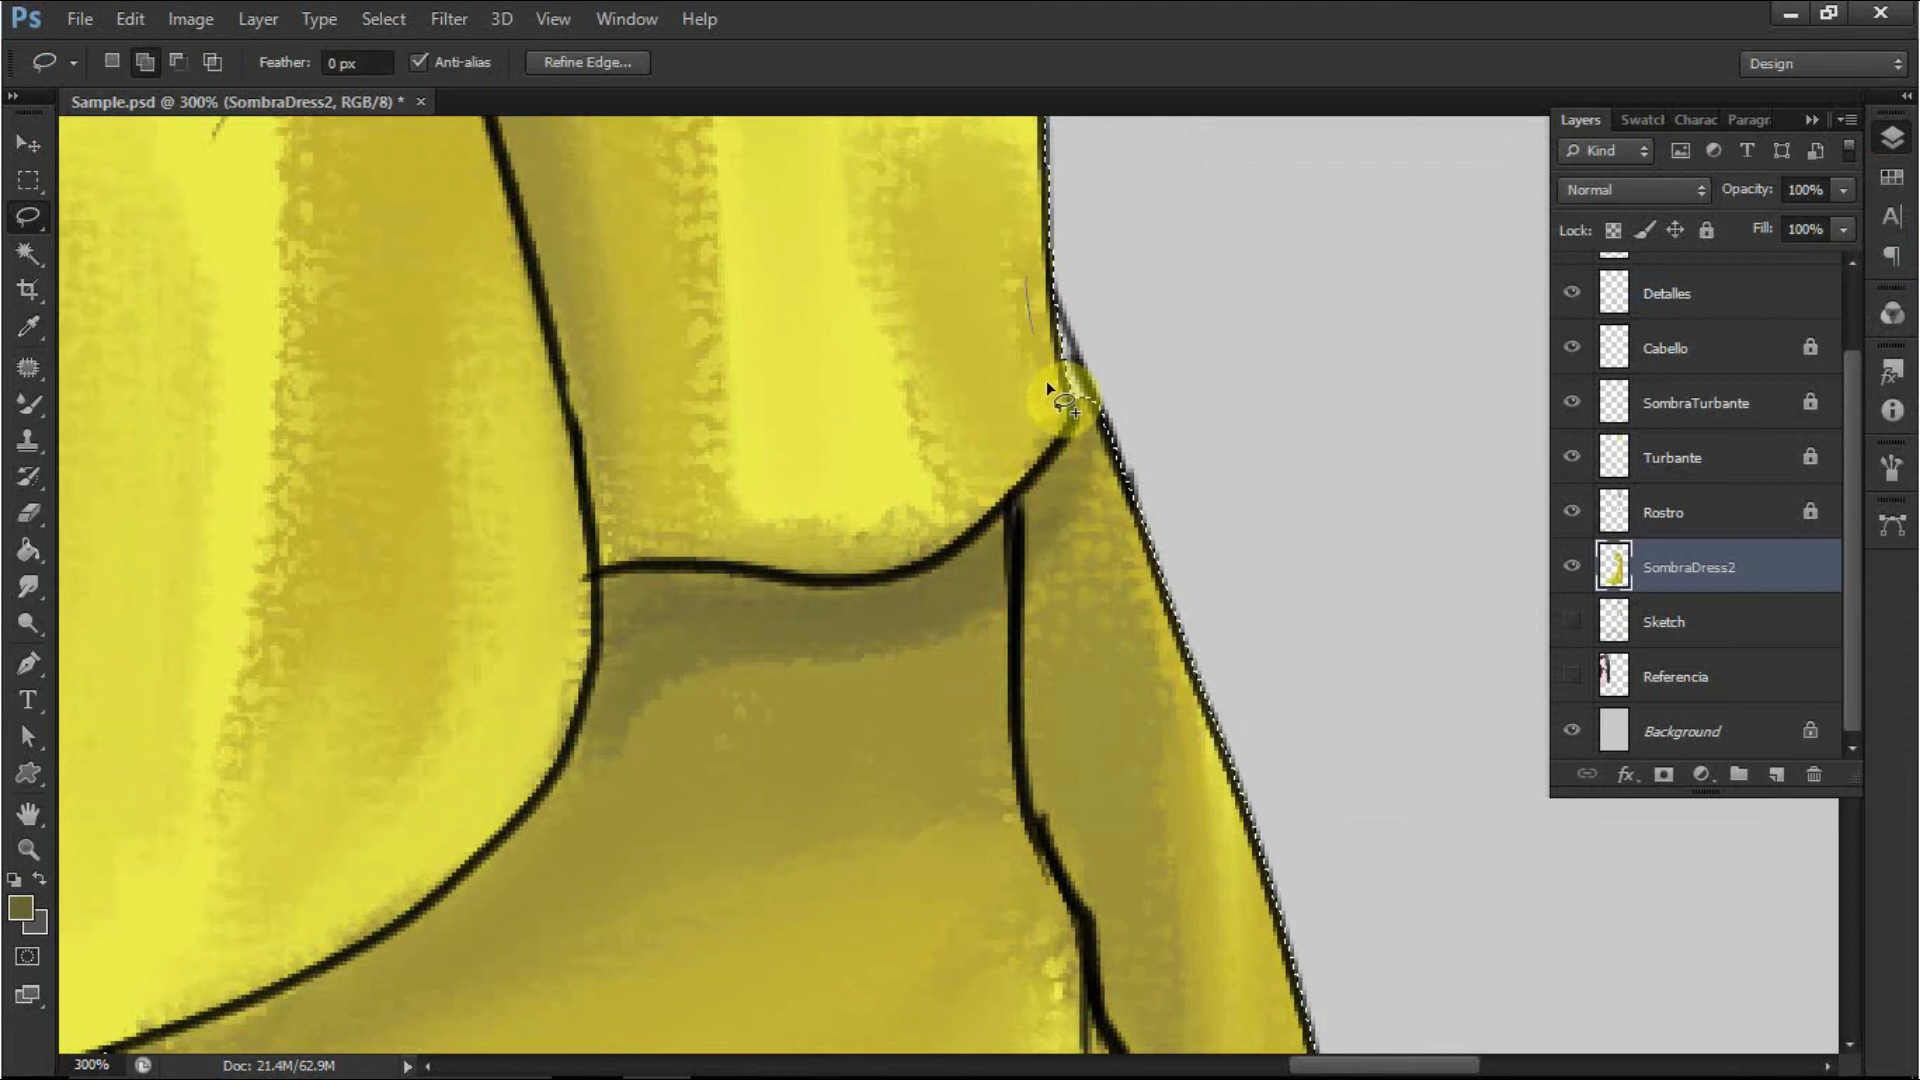 Ps File Edit Image Layer Type Select Filter 3D View Window Help
Feather: 0 px Anti-alias Refine Edge... Design
Sample.psd @ 300% (SombraDress2, RGB/8) * ×
Layers Swatch Charac Paragr
Kind
Normal Opacity: 100%
Lock: Fill: 100%
Detalles
Cabello
SombraTurbante
Turbante
Rostro
SombraDress2
Sketch
Referencia
Background
300% Doc: 21.4M/62.9M